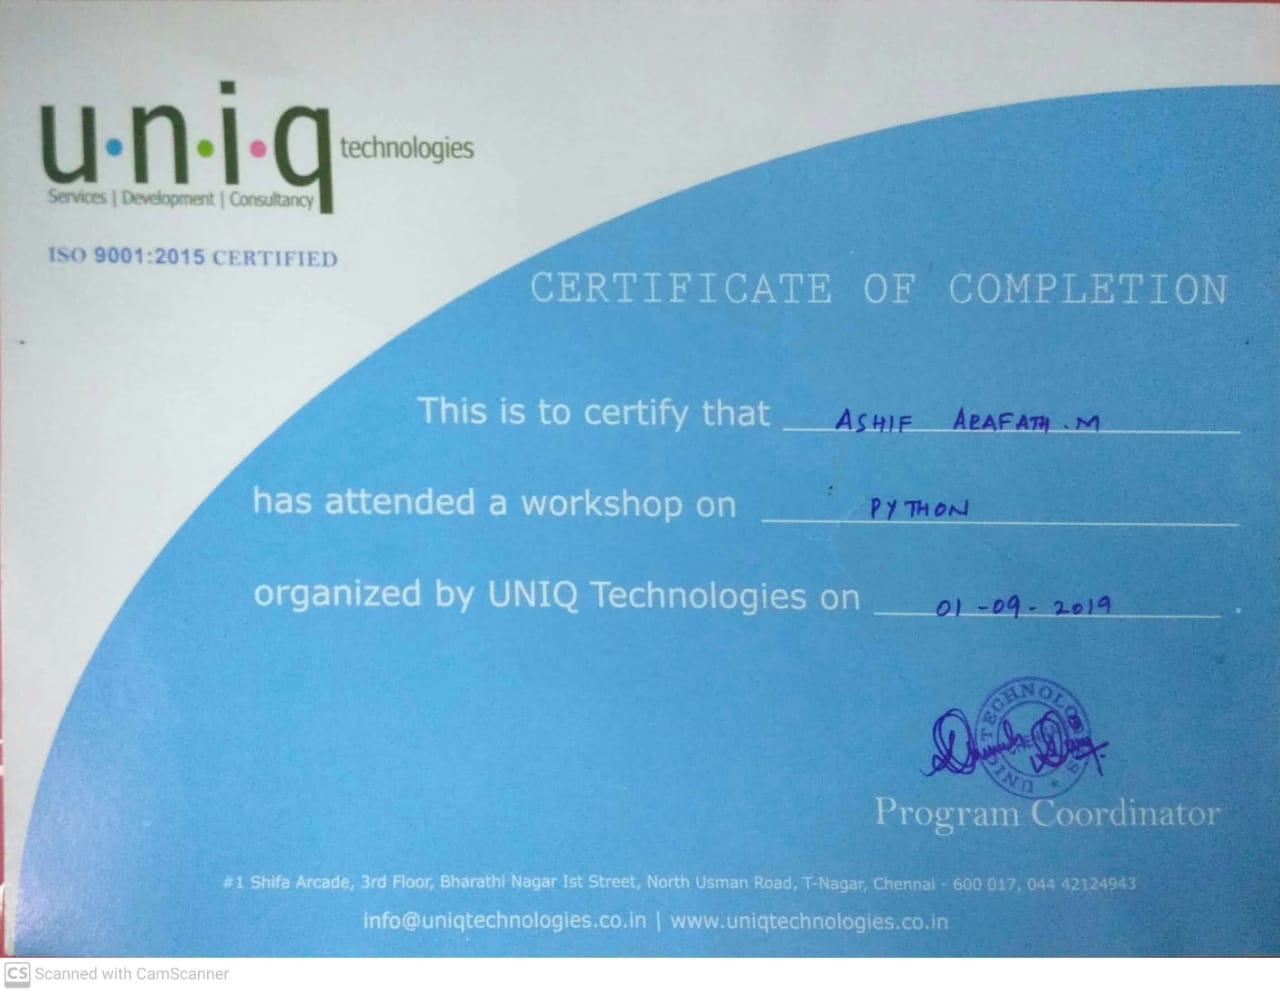 u·n·i·q technologies
Services | Development | Consultancy
ISO 9001:2015 CERTIFIED
CERTIFICATE OF COMPLETION
This is to certify that ASHIF ARAFATH.M
has attended a workshop on PYTHON
organized by UNIQ Technologies on 01-09-2019.
UNIQ TECHNOLOGIES
Program Coordinator
#1 Shifa Arcade, 3rd Floor, Bharathi Nagar Ist Street, North Usman Road, T-Nagar, Chennai - 600 017, 044 42124943
info@uniqtechnologies.co.in | www.uniqtechnologies.co.in
CS Scanned with CamScanner